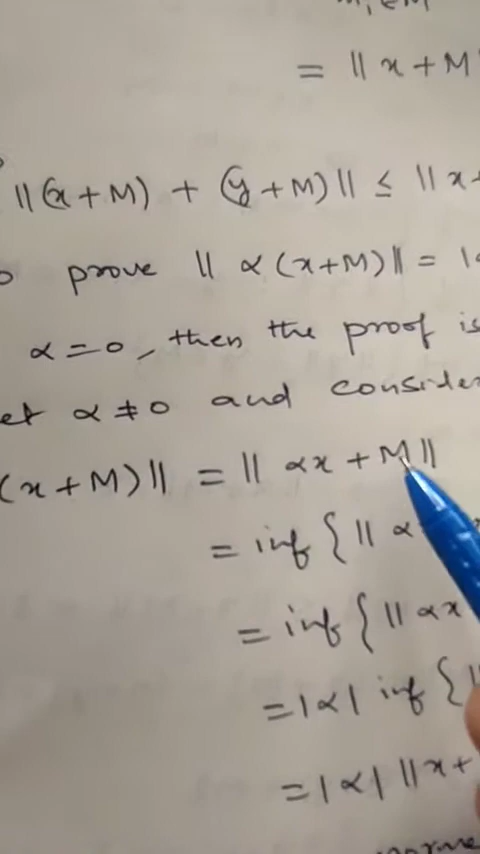 = || x + M
|| (x + M) + (y + M) || ≤ || x
prove || α (x + M) || =
α = 0, then the proof is
α ≠ 0 and consider
(x + M) || = || αx + M ||
= inf { || α
= inf { || αx
= |α| inf {
= |α| || x +